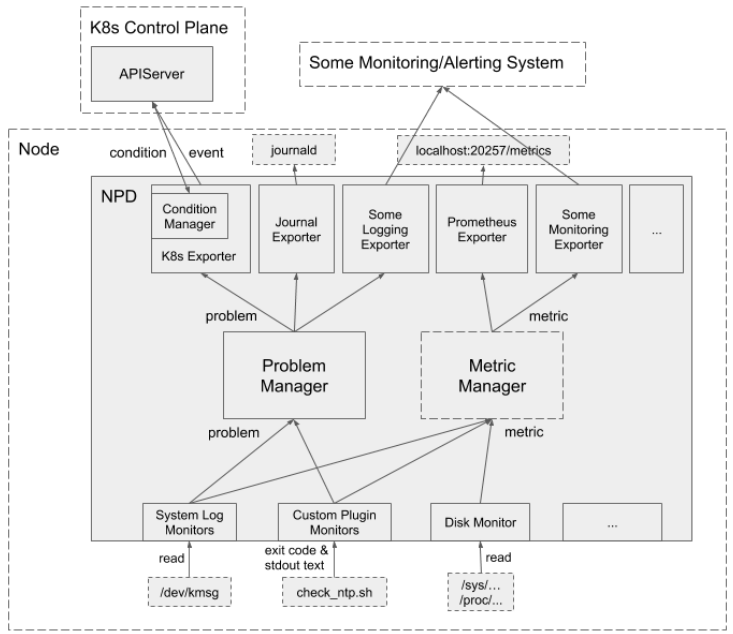 K8s Control Plane
APIServer
Some Monitoring/Alerting System
Node
condition
event
journald
localhost:20257/metrics
NPD
Condition
Manager
K8s Exporter
Journal
Exporter
Some
Logging
Exporter
Prometheus
Exporter
Some
Monitoring
Exporter
...
problem
metric
Problem
Manager
Metric
Manager
problem
metric
System Log
Monitors
Custom Plugin
Monitors
Disk Monitor
...
read
exit code &
stdout text
read
/dev/kmsg
check_ntp.sh
/sys/...
/proc/...